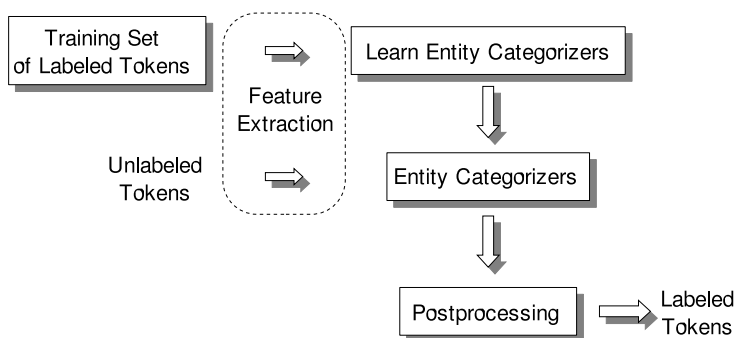 Training Set
of Labeled Tokens
Feature
Extraction
Learn Entity Categorizers
Unlabeled
Tokens
Entity Categorizers
Postprocessing
Labeled
Tokens